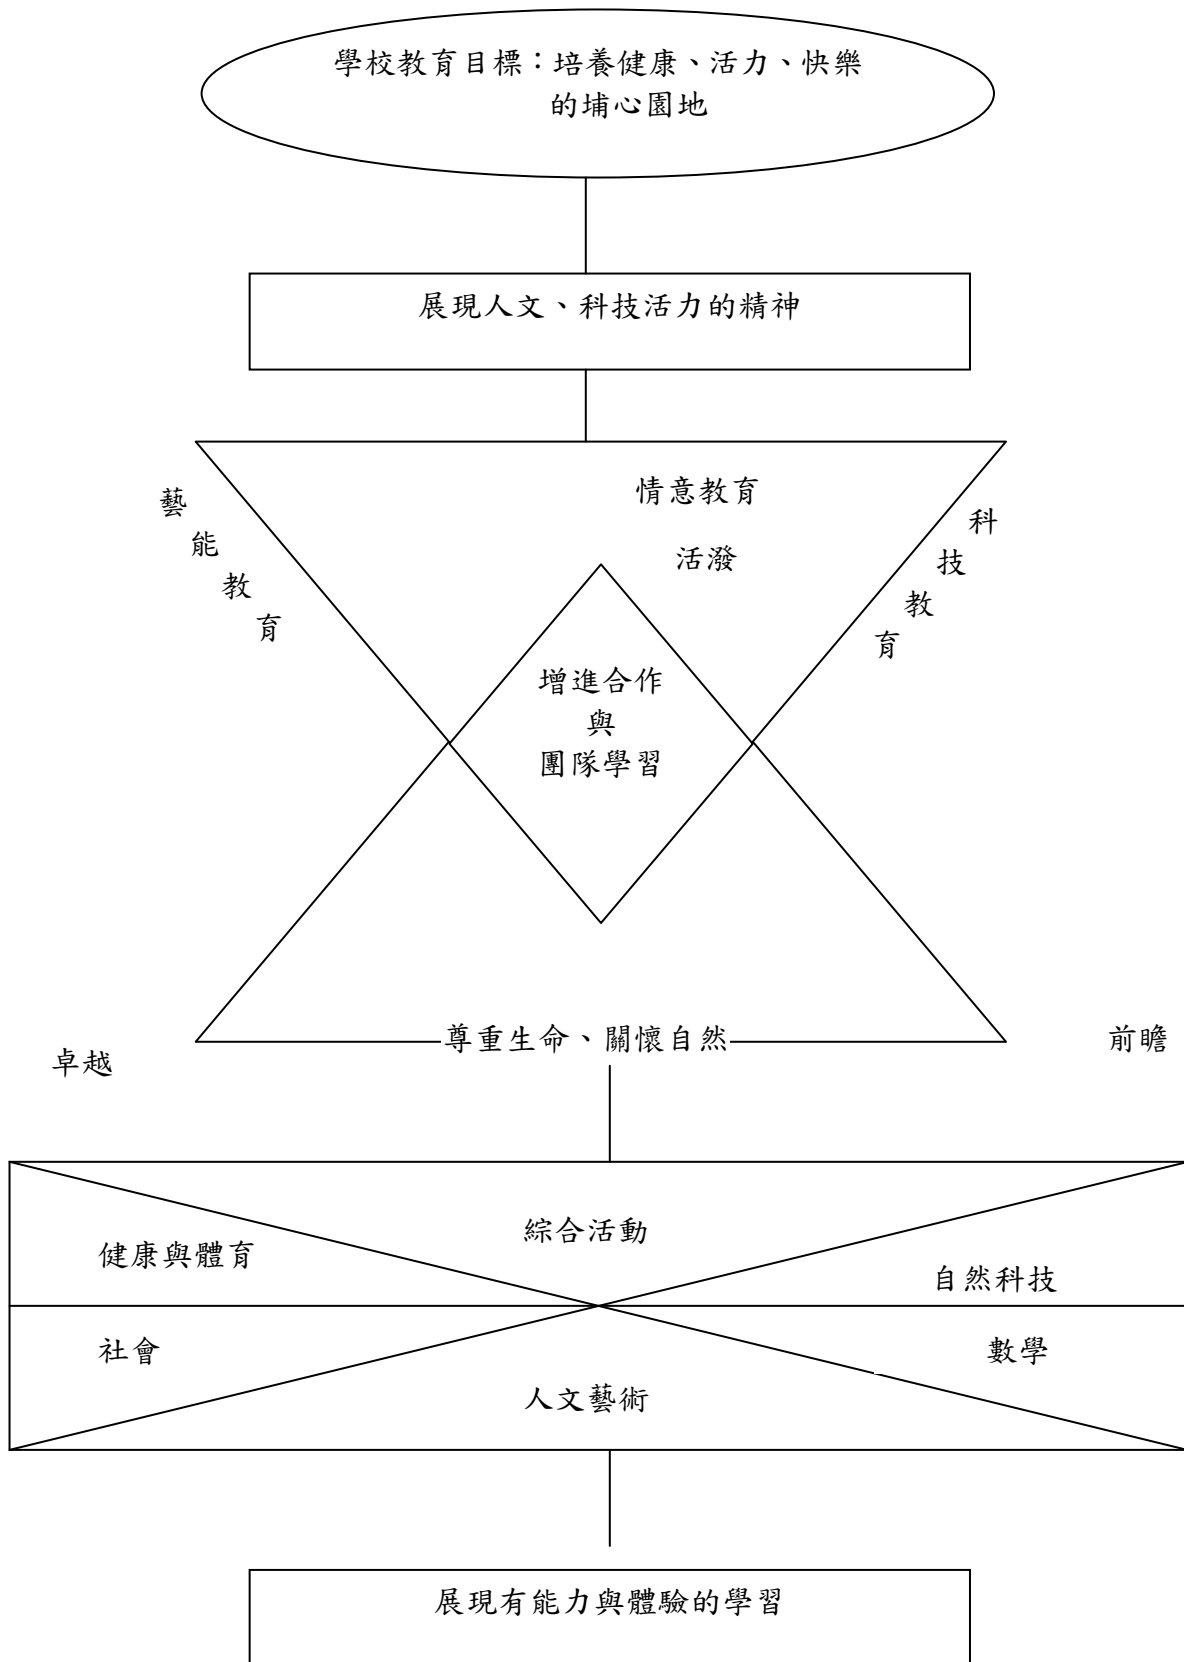 學校教育目標：培養健康、活力、快樂
的埔心園地
展現人文、科技活力的精神
情意教育
活潑
藝能教育
科技教育
增進合作
與
團隊學習
尊重生命、關懷自然
卓越
前瞻
綜合活動
健康與體育
自然科技
社會
數學
人文藝術
展現有能力與體驗的學習